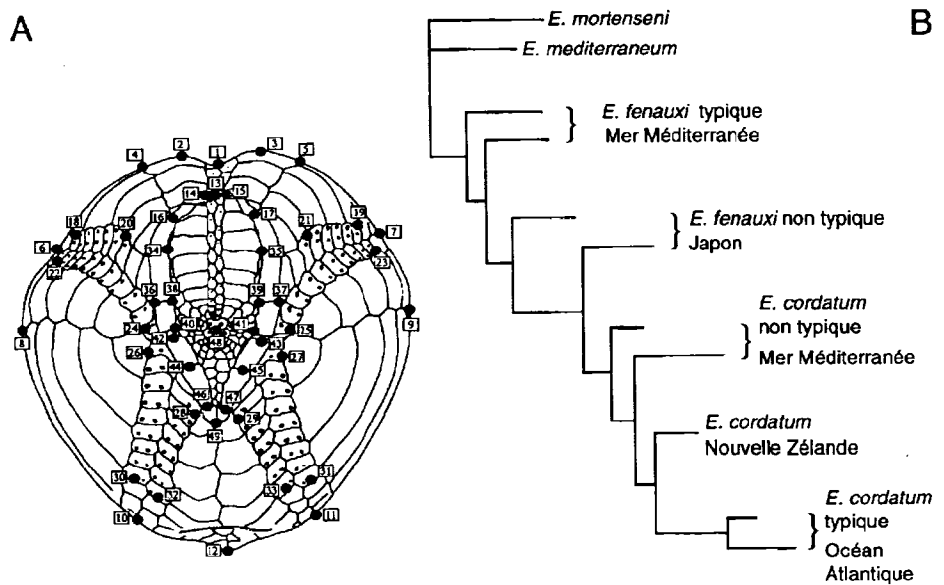 A
B
E. mortenseni
E. mediterraneum
E. fenauxi typique
Mer Méditerranée
E. fenauxi non typique
Japon
E. cordatum
non typique
Mer Méditerranée
E. cordatum
Nouvelle Zélande
E. cordatum
typique
Océan
Atlantique
1
2
3
4
5
13
14
15
16
17
18
20
21
19
6
7
22
23
34
35
36
38
39
37
8
9
24
40
41
25
42
48
43
26
27
44
45
46
47
28
29
49
30
31
32
33
10
11
12